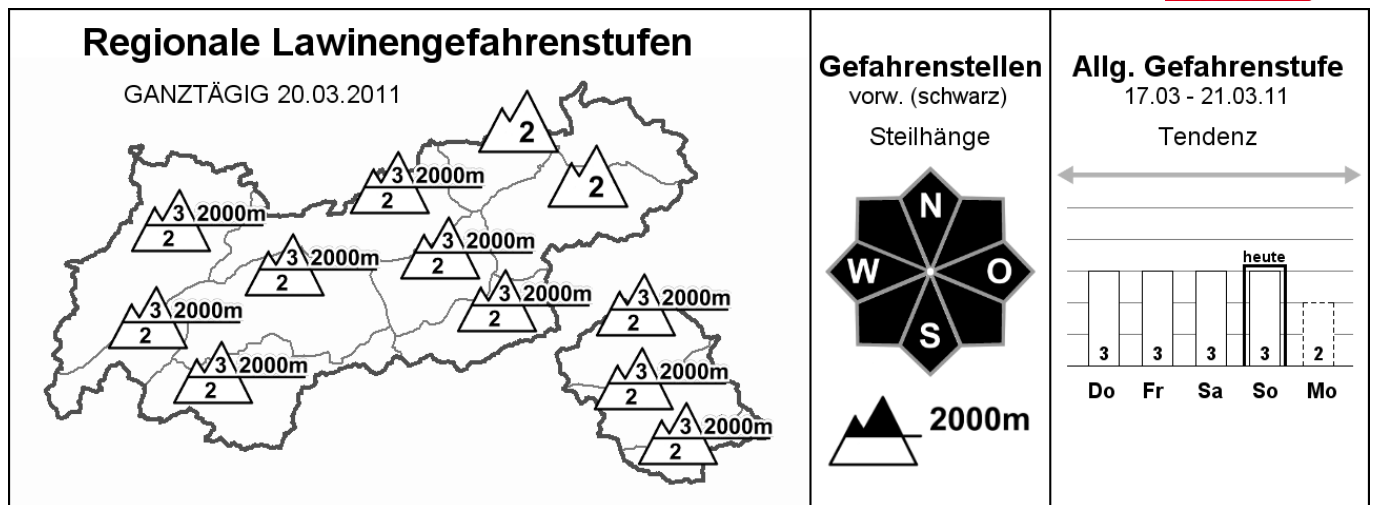 Regionale Lawinengefahrenstufen
GANZTÄGIG 20.03.2011
2
2
3 2000m
2
3 2000m
2
3 2000m
2
3 2000m
2
3 2000m
2
3 2000m
2
3 2000m
2
3 2000m
2
3 2000m
2
3 2000m
2
Gefahrenstellen
vorw. (schwarz)
Steilhänge
N
W O
S
2000m
Allg. Gefahrenstufe
17.03 - 21.03.11
Tendenz
heute
3 3 3 3 2
Do Fr Sa So Mo